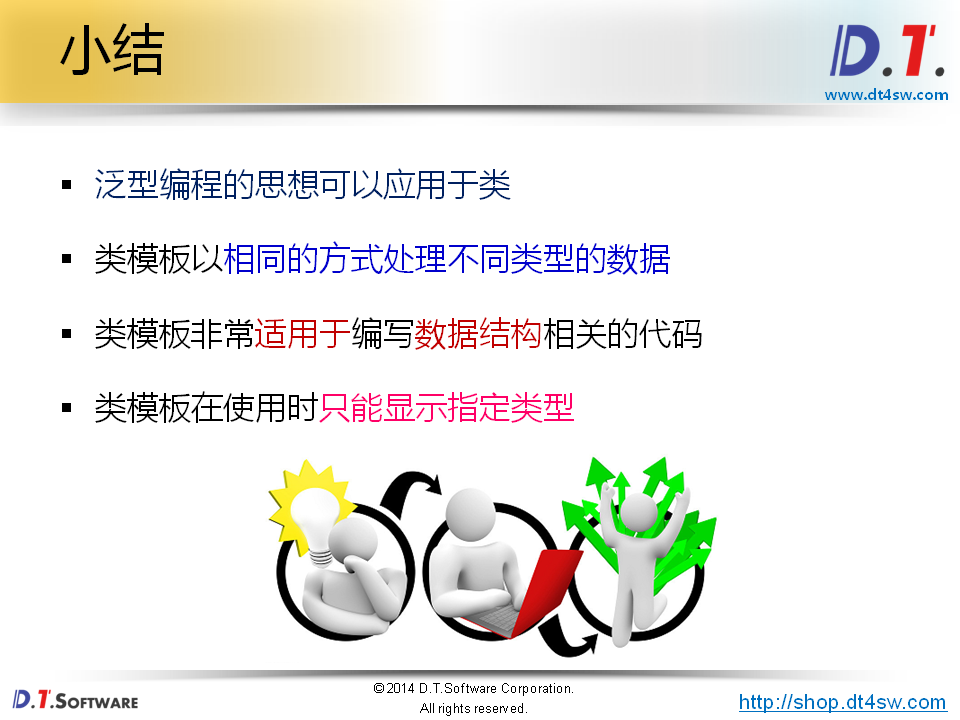 小结
D.T.
www.dt4sw.com
▪ 泛型编程的思想可以应用于类
▪ 类模板以相同的方式处理不同类型的数据
▪ 类模板非常适用于编写数据结构相关的代码
▪ 类模板在使用时只能显示指定类型
D.T.SOFTWARE
©2014 D.T.Software Corporation.
All rights reserved.
http://shop.dt4sw.com